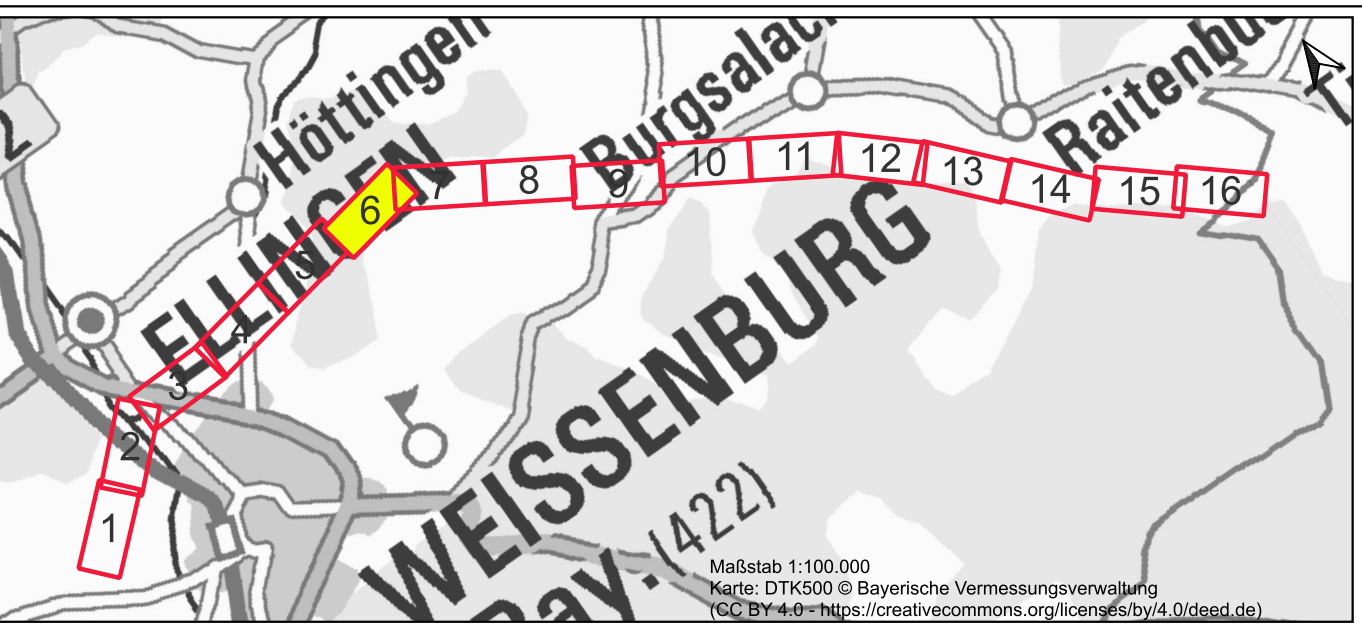 Höttingen
Burgsalach
2
ELLINGEN
WEISSENBURG
Bay. (422)
1
2
3
4
5
6
7
8
9
10
11
12
13
14
15
16
Maßstab 1:100.000
Karte: DTK500 © Bayerische Vermessungsverwaltung
(CC BY 4.0 - https://creativecommons.org/licenses/by/4.0/deed.de)